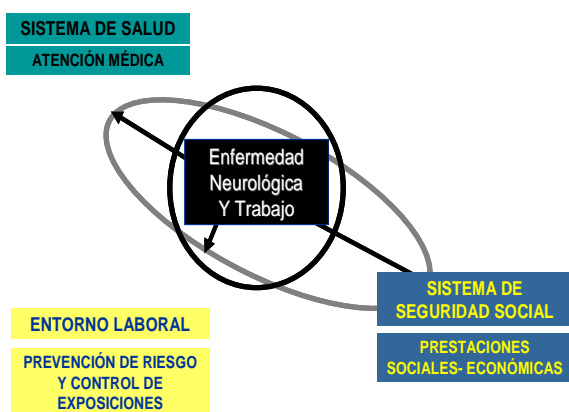 SISTEMA DE SALUD
ATENCIÓN MÉDICA
Enfermedad
Neurológica
Y Trabajo
SISTEMA DE
SEGURIDAD SOCIAL
PRESTACIONES
SOCIALES- ECONÓMICAS
ENTORNO LABORAL
PREVENCIÓN DE RIESGO
Y CONTROL DE
EXPOSICIONES